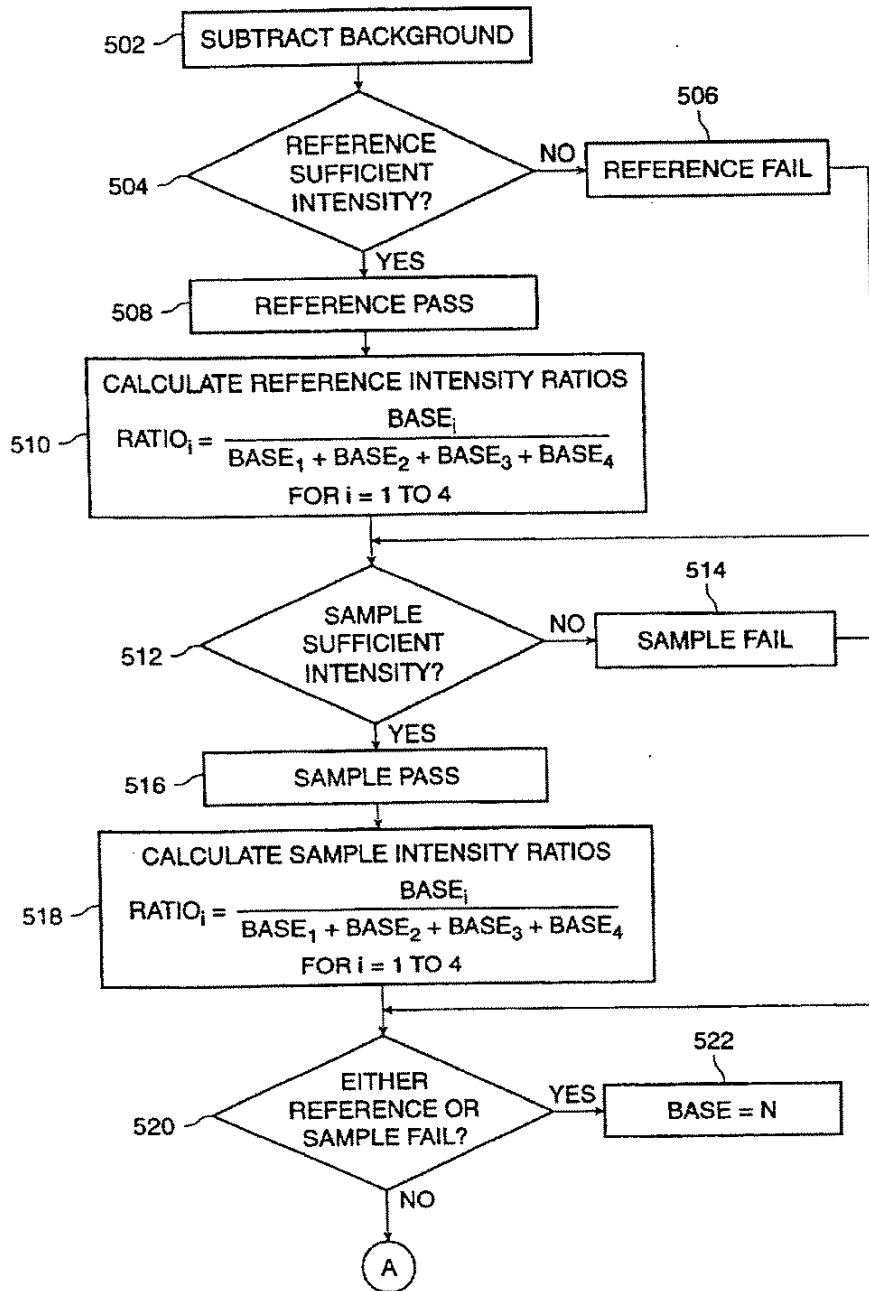 502
SUBTRACT BACKGROUND
504
REFERENCE
SUFFICIENT
INTENSITY?
NO
506
REFERENCE FAIL
YES
508
REFERENCE PASS
510
CALCULATE REFERENCE INTENSITY RATIOS
RATIOi = BASEi / BASE1 + BASE2 + BASE3 + BASE4
FOR i = 1 TO 4
512
SAMPLE
SUFFICIENT
INTENSITY?
NO
514
SAMPLE FAIL
YES
516
SAMPLE PASS
518
CALCULATE SAMPLE INTENSITY RATIOS
RATIOi = BASEi / BASE1 + BASE2 + BASE3 + BASE4
FOR i = 1 TO 4
520
EITHER
REFERENCE OR
SAMPLE FAIL?
YES
522
BASE = N
NO
A